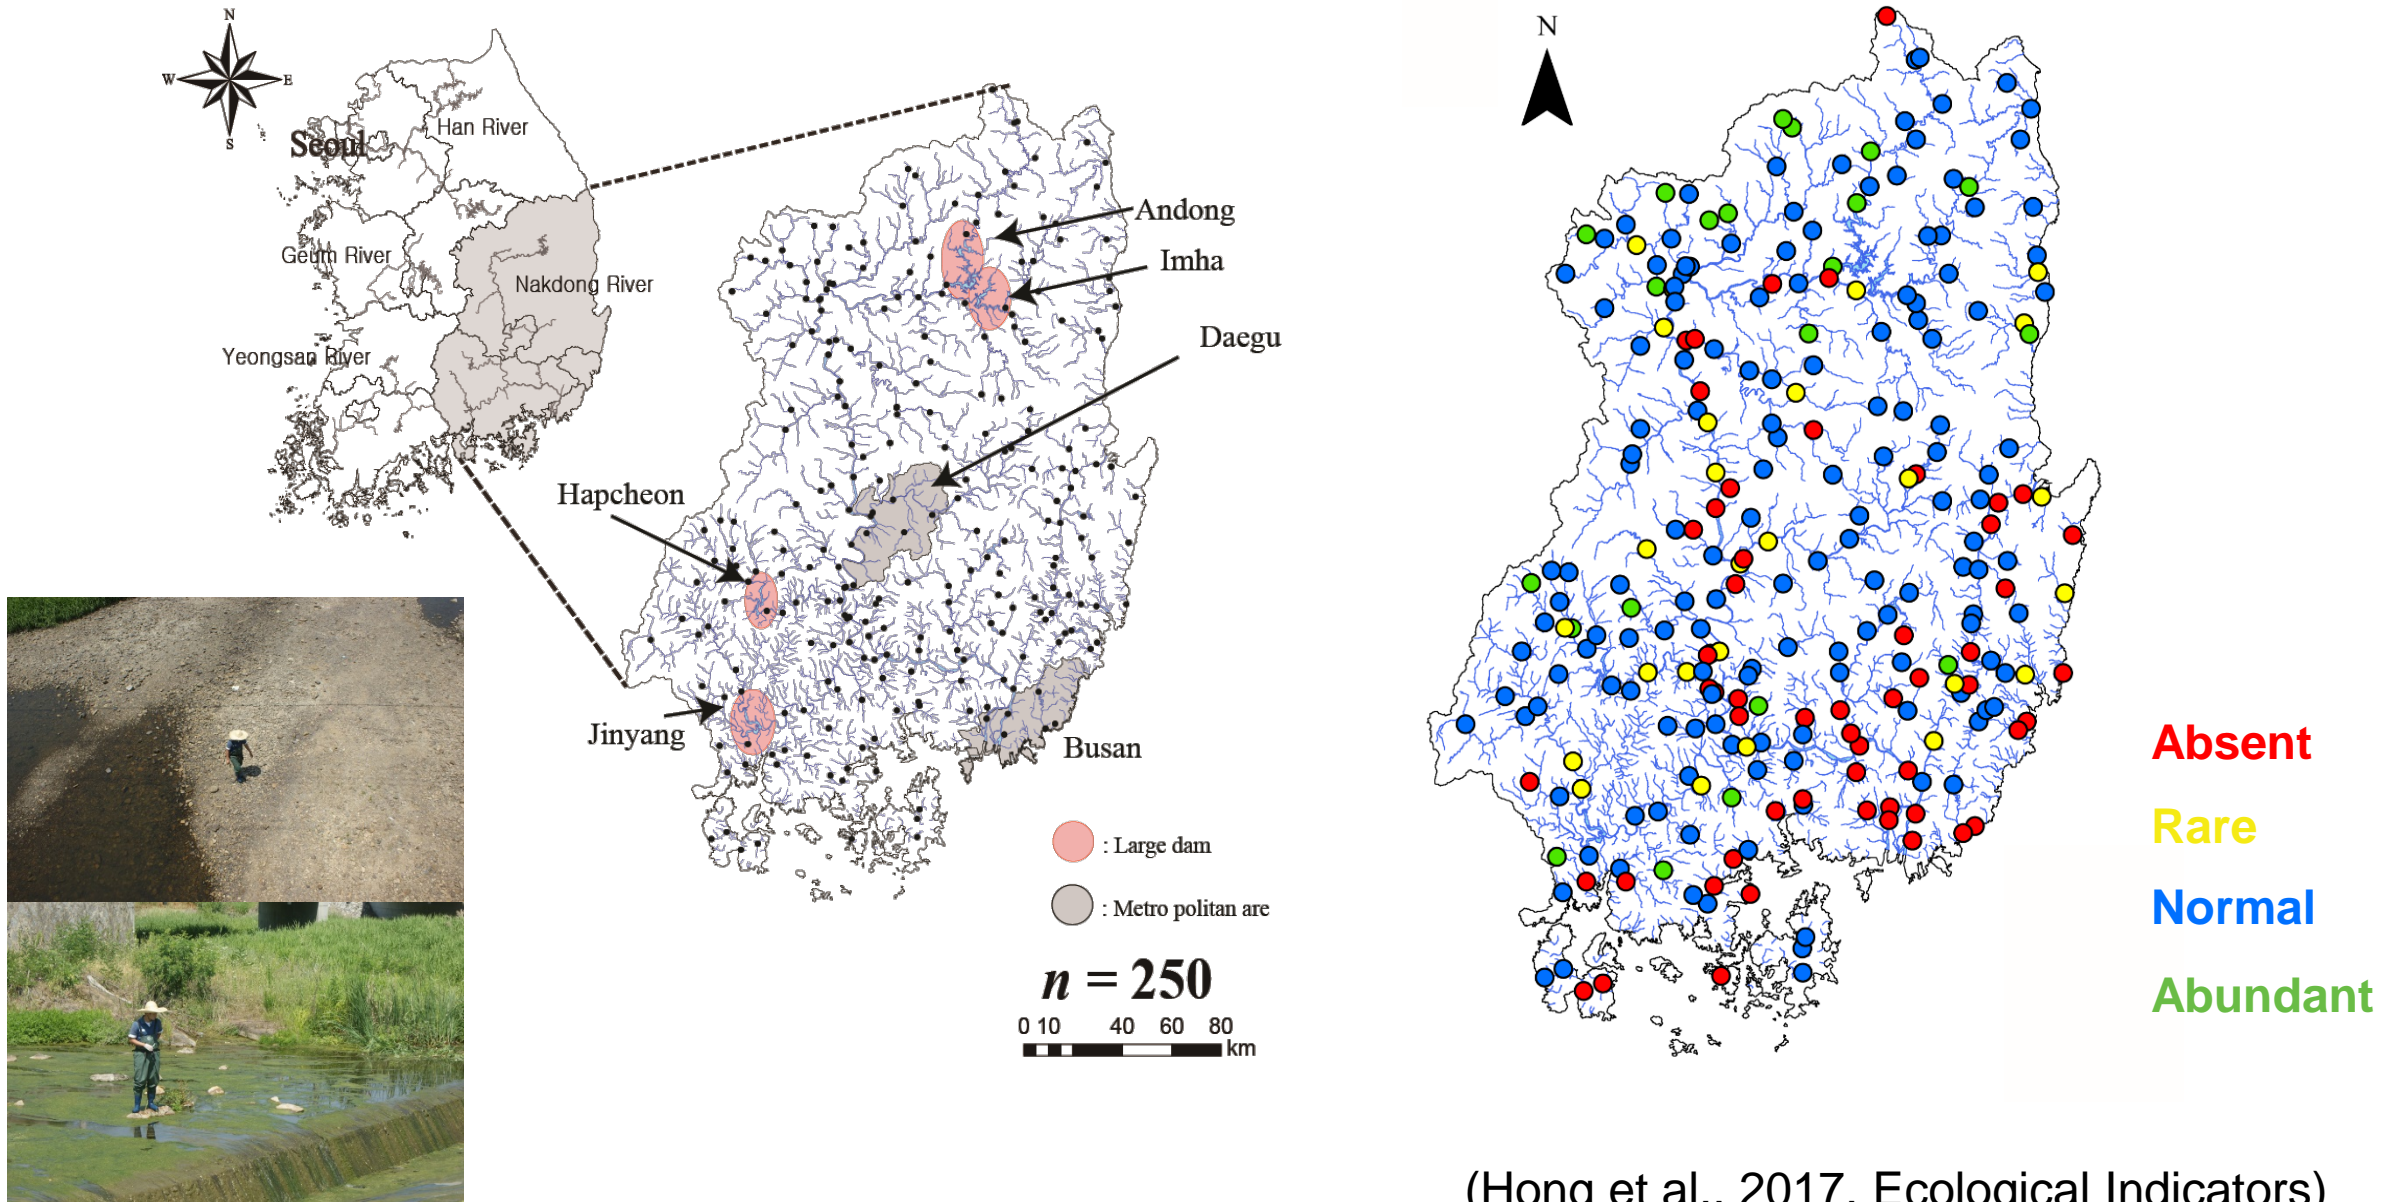 N
W
E
S
Seoul
Han River
Geum River
Nakdong River
Yeongsan River
Andong
Imha
Daegu
Hapcheon
Jinyang
Busan
: Large dam
: Metro politan are
n = 250
0 10 40 60 80
km
N
Absent
Rare
Normal
Abundant
(Hong et al., 2017, Ecological Indicators)